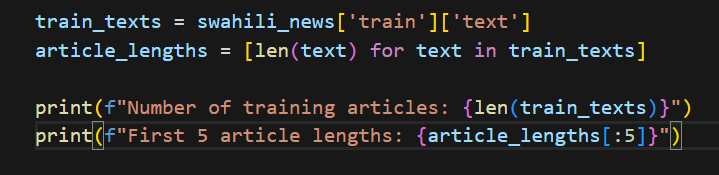 train_texts = swahili_news['train']['text']
article_lengths = [len(text) for text in train_texts]
print(f"Number of training articles: {len(train_texts)}")
print(f"First 5 article lengths: {article_lengths[:5]}")